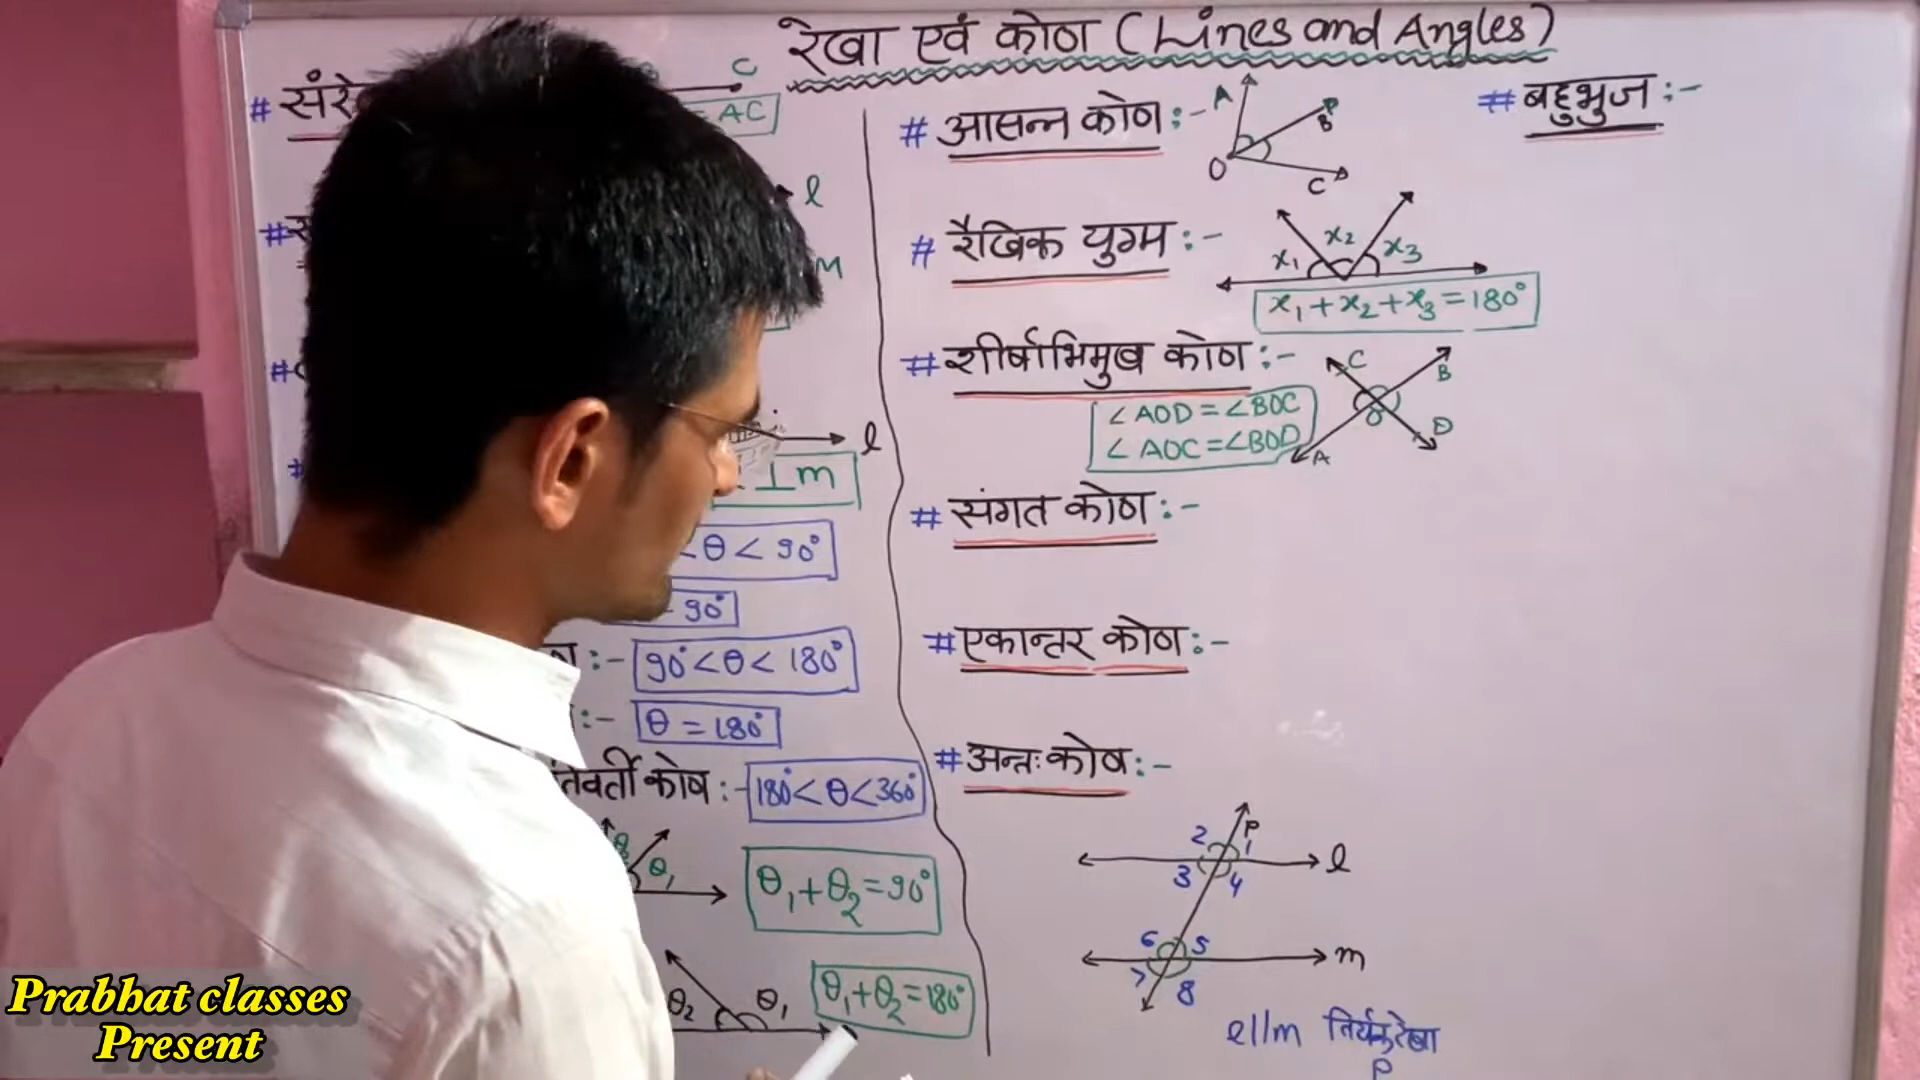 रेखा एवं कोण (Lines and Angles)
# संरे
C
AC
l
M
l
⊥ m
< θ < 90°
90°
:- 90° < θ < 180°
:- θ = 180°
कोण :- 180° < θ < 360°
θ₁
θ₁ + θ₂ = 90°
θ₂ θ₁
θ₁ + θ₂ = 180°
# आसन्न कोण :-
A
B
O
C
# रैखिक युग्म :-
x₁ x₂ x₃
x₁ + x₂ + x₃ = 180°
# शीर्षाभिमुख कोण :-
∠AOD = ∠BOC
∠AOC = ∠BOD
C B
O
A D
# संगत कोण :-
# एकान्तर कोण :-
# अन्तः कोण :-
2 P 1 l
3 4
6 5 m
7 8
l||m तिर्यक रेखा
P
# बहुभुज :-
Prabhat classes
Present